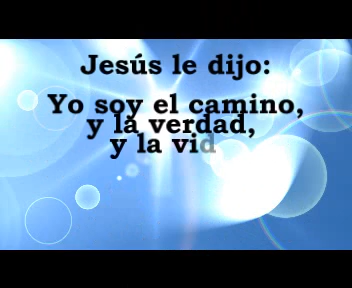 Jesús le dijo:
Yo soy el camino,
y la verdad,
y la vid